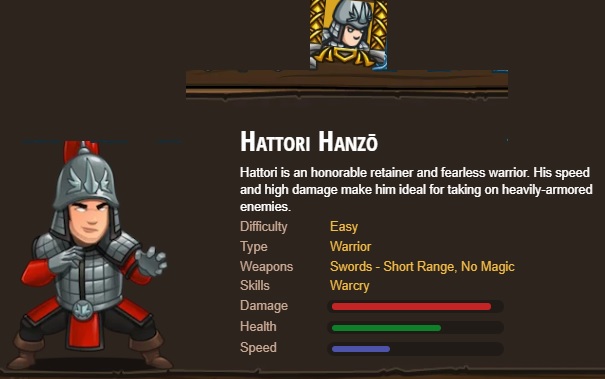 Hattori Hanzō
Hattori is an honorable retainer and fearless warrior. His speed
and high damage make him ideal for taking on heavily-armored
enemies.
Difficulty Easy
Type Warrior
Weapons Swords - Short Range, No Magic
Skills Warcry
Damage
Health
Speed